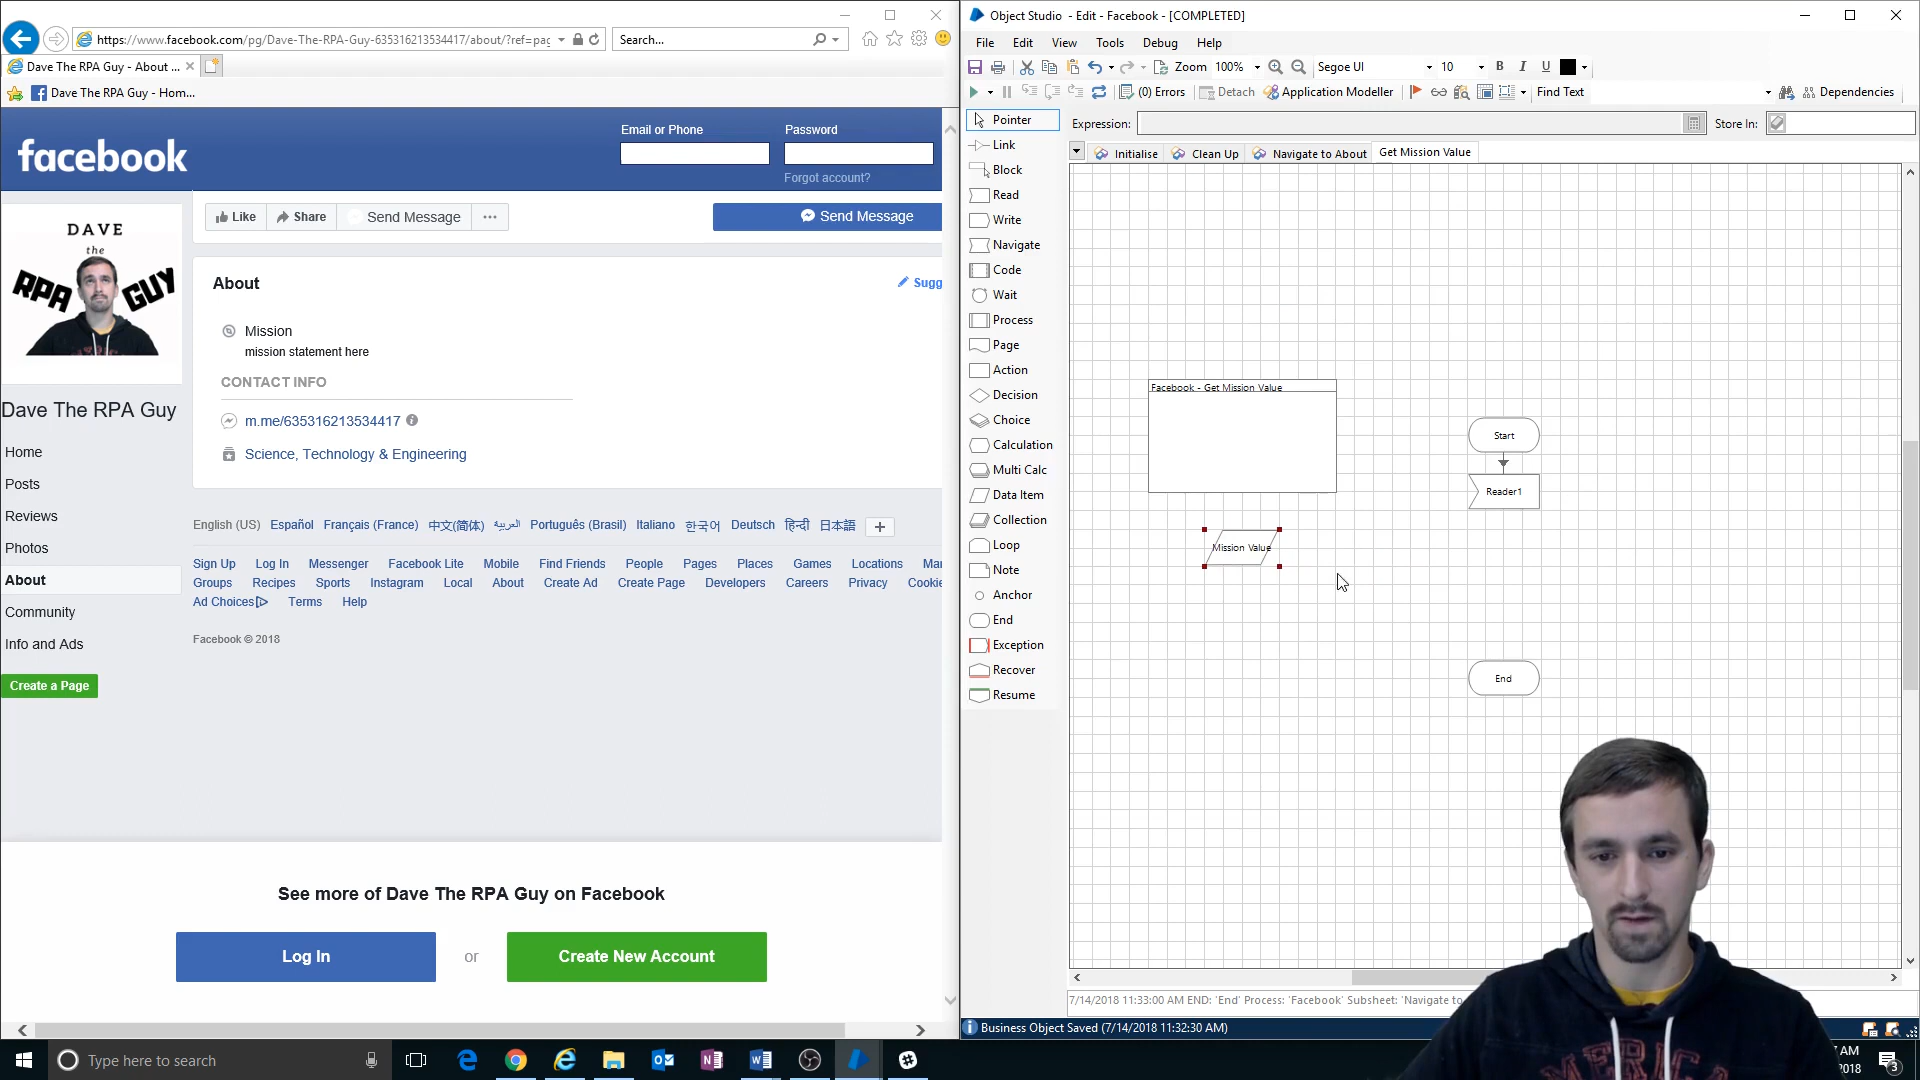 https://www.facebook.com/pg/Dave-The-RPA-Guy-635316213534417/about/?ref=pag
Search...
Dave The RPA Guy - About ...
Dave The RPA Guy - Hom...
facebook
Email or Phone
Password
Forgot account?
DAVE
the
RPA GUY
Like
Share
Send Message
Send Message
About
Sugg
Mission
mission statement here
CONTACT INFO
m.me/635316213534417
Science, Technology & Engineering
Dave The RPA Guy
Home
Posts
Reviews
Photos
About
Community
Info and Ads
Create a Page
English (US) Español Français (France) 中文(简体) العربية Português (Brasil) Italiano 한국어 Deutsch हिन्दी 日本語
Sign Up Log In Messenger Facebook Lite Mobile Find Friends People Pages Places Games Locations Mar
Groups Recipes Sports Instagram Local About Create Ad Create Page Developers Careers Privacy Cookie
Ad Choices Terms Help
Facebook © 2018
See more of Dave The RPA Guy on Facebook
Log In
or
Create New Account
Object Studio - Edit - Facebook - [COMPLETED]
File Edit View Tools Debug Help
Zoom 100% Segoe UI 10 B I U
(0) Errors Detach Application Modeller Find Text Dependencies
Expression:
Store In:
Initialise Clean Up Navigate to About Get Mission Value
Pointer
Link
Block
Read
Write
Navigate
Code
Wait
Process
Page
Action
Decision
Choice
Calculation
Multi Calc
Data Item
Collection
Loop
Note
Anchor
End
Exception
Recover
Resume
Facebook - Get Mission Value
Mission Value
Start
Reader1
End
7/14/2018 11:33:00 AM END: 'End' Process: 'Facebook' Subsheet: 'Navigate to
Business Object Saved (7/14/2018 11:32:30 AM)
Type here to search
AM
2018
3